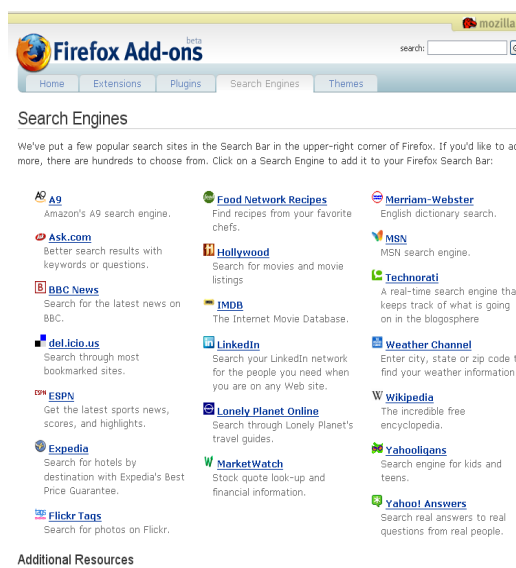 mozilla
Firefox Add-ons
beta
search:
Home Extensions Plugins Search Engines Themes
Search Engines
We've put a few popular search sites in the Search Bar in the upper-right corner of Firefox. If you'd like to
more, there are hundreds to choose from. Click on a Search Engine to add it to your Firefox Search Bar:
A9
Amazon's A9 search engine.
Ask.com
Better search results with
keywords or questions.
BBC News
Search for the latest news on
BBC.
del.icio.us
Search through most
bookmarked sites.
ESPN
Get the latest sports news,
scores, and highlights.
Expedia
Search for hotels by
destination with Expedia's Best
Price Guarantee.
Flickr Tags
Search for photos on Flickr.
Food Network Recipes
Find recipes from your favorite
chefs.
Hollywood
Search for movies and movie
listings
IMDB
The Internet Movie Database.
LinkedIn
Search your LinkedIn network
for the people you need when
you are on any Web site.
Lonely Planet Online
Search through Lonely Planet's
travel guides.
MarketWatch
Stock quote look-up and
financial information.
Merriam-Webster
English dictionary search.
MSN
MSN search engine.
Technorati
A real-time search engine tha
keeps track of what is going
on in the blogosphere
Weather Channel
Enter city, state or zip code
find your weather information
Wikipedia
The incredible free
encyclopedia.
Yahooligans
Search engine for kids and
teens.
Yahoo! Answers
Search real answers to real
questions from real people.
Additional Resources